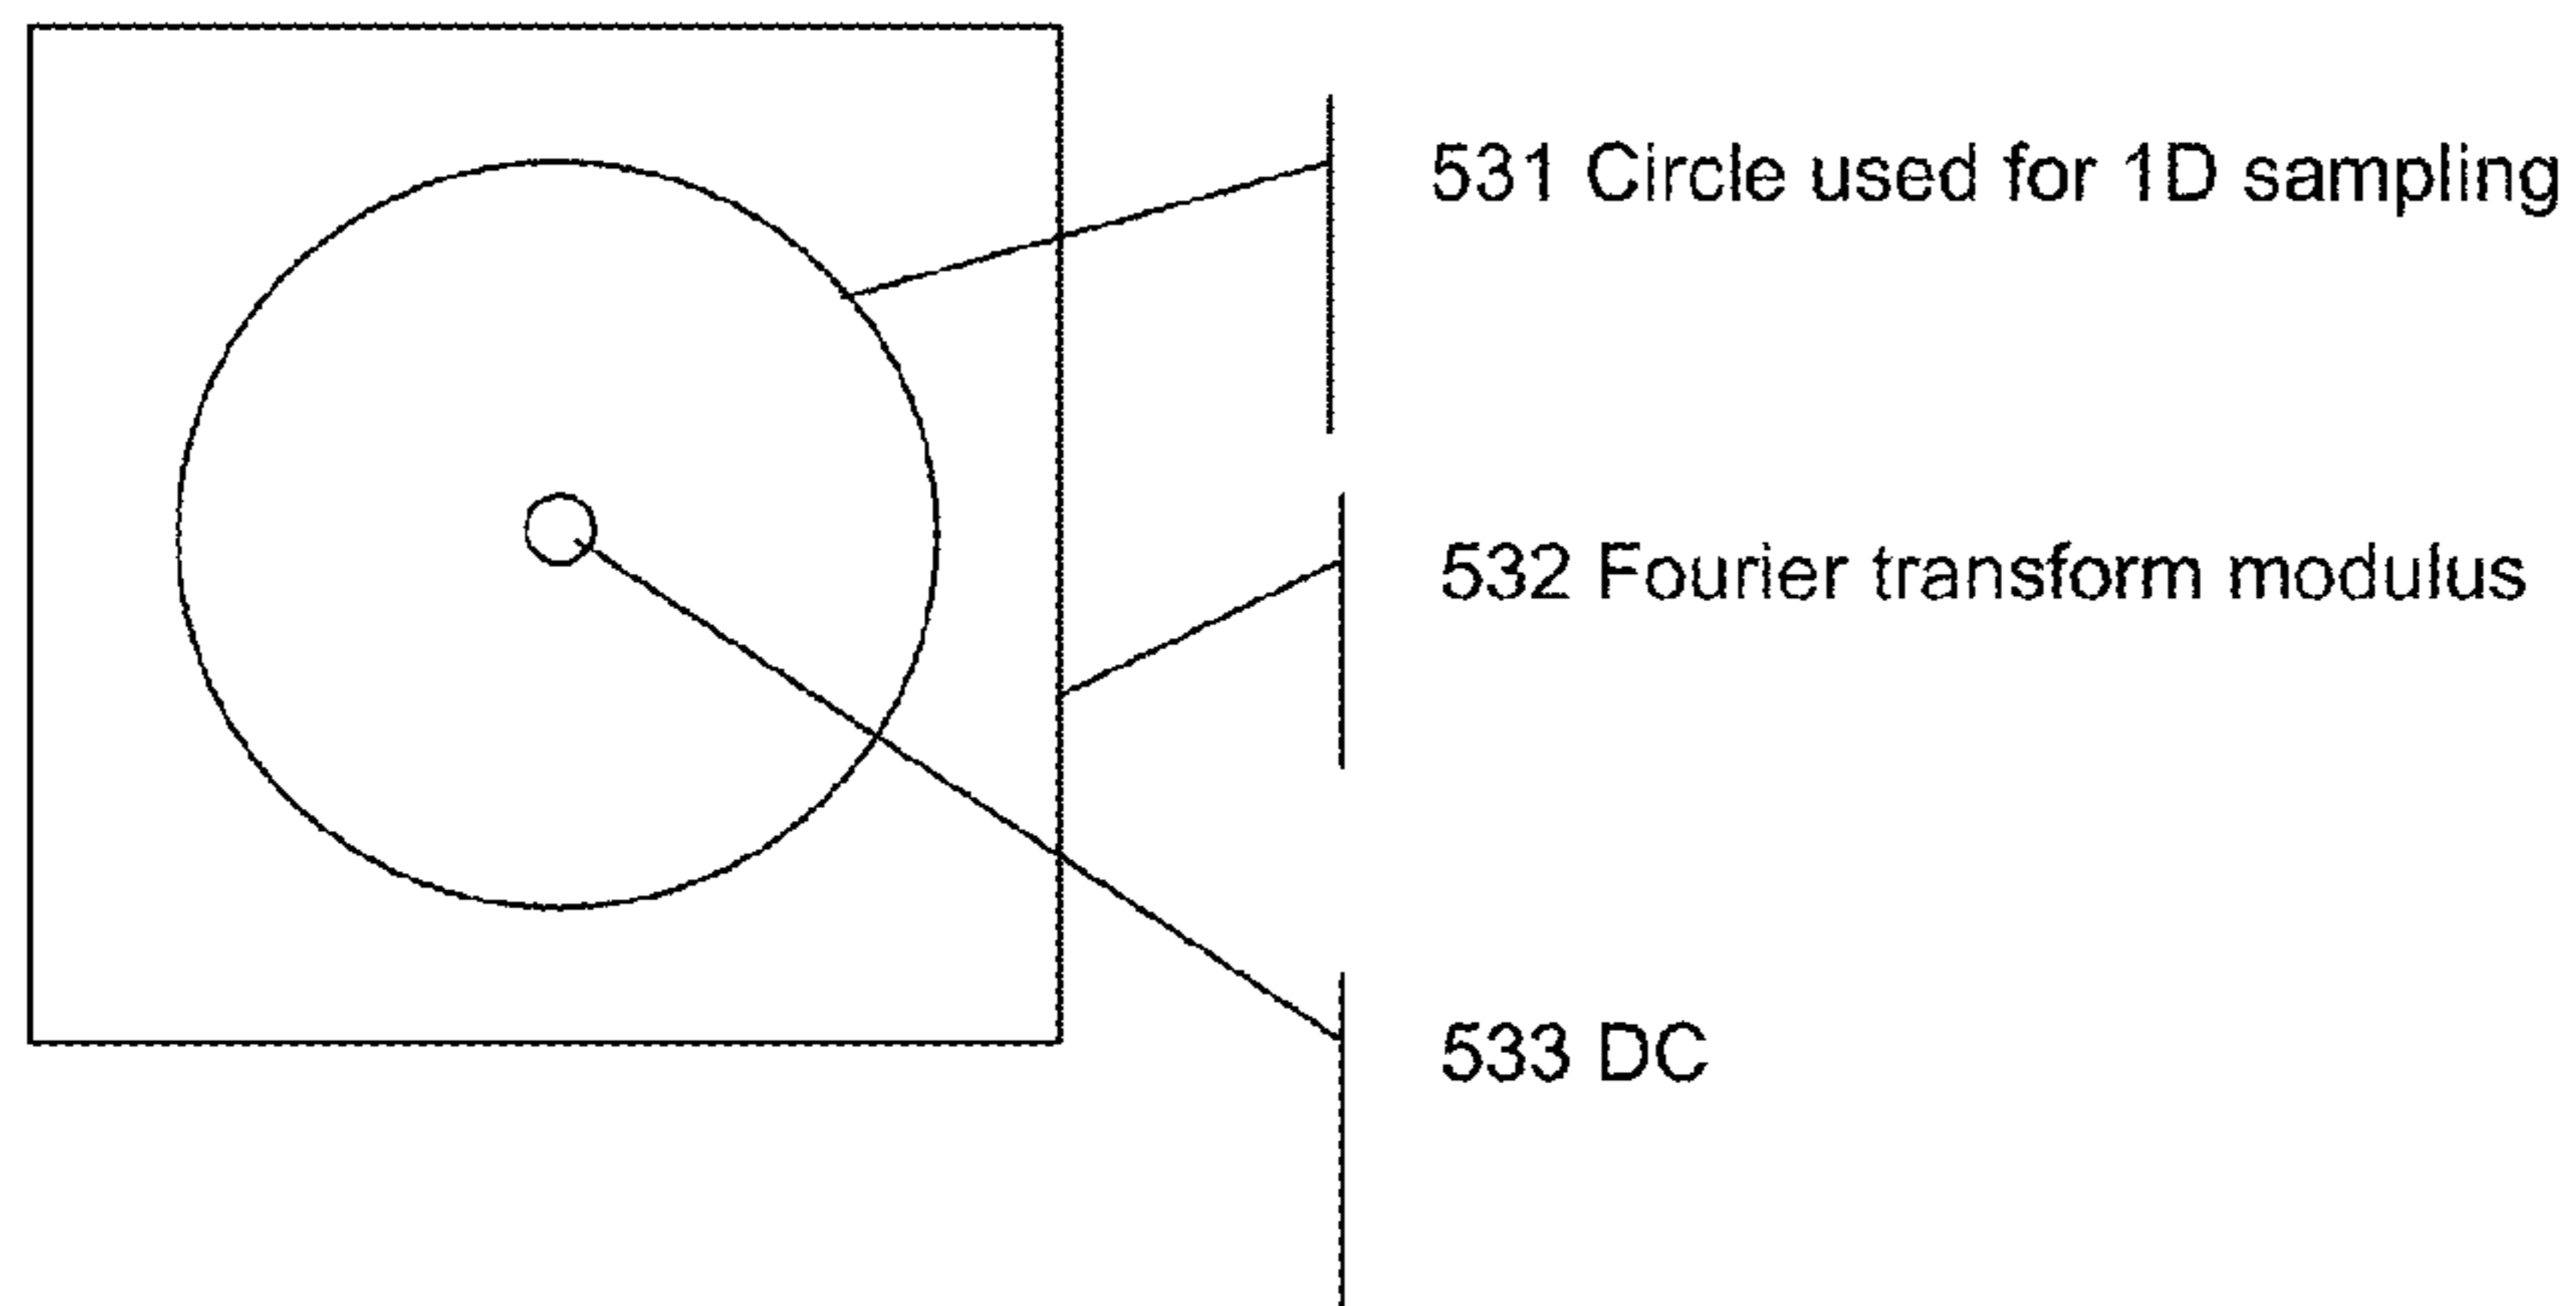 531 Circle used for 1D sampling
532 Fourier transform modulus
533 DC